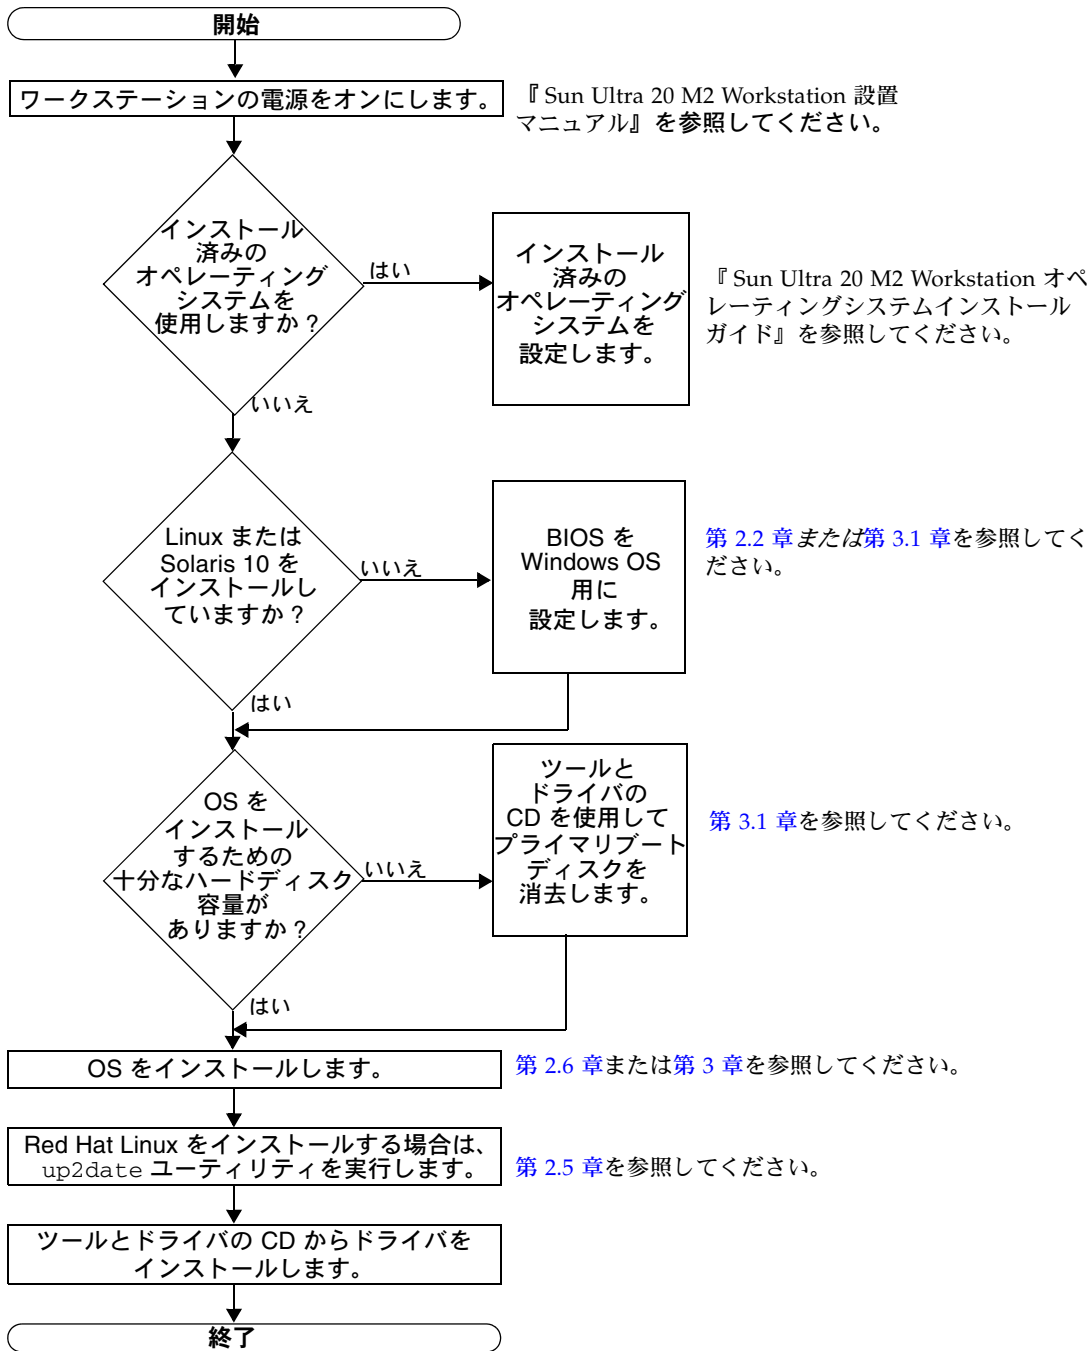 開始
ワークステーションの電源をオンにします。
『 Sun Ultra 20 M2 Workstation 設置
マニュアル』を参照してください。
インストール
済みの
オペレーティング
システムを
使用しますか？
はい
インストール
済みの
オペレーティング
システムを
設定します。
『 Sun Ultra 20 M2 Workstation オペ
レーティングシステムインストール
ガイド』を参照してください。
いいえ
Linux または
Solaris 10 を
インストールし
ていますか？
いいえ
BIOS を
Windows OS
用に
設定します。
第 2.2 章または第 3.1 章を参照してく
ださい。
はい
OS を
インストール
するための
十分なハードディスク
容量が
ありますか？
いいえ
ツールと
ドライバの
CD を使用して
プライマリブート
ディスクを
消去します。
第 3.1 章を参照してください。
はい
OS をインストールします。
第 2.6 章または第 3 章を参照してください。
Red Hat Linux をインストールする場合は、
up2date ユーティリティを実行します。
第 2.5 章を参照してください。
ツールとドライバの CD からドライバを
インストールします。
終了